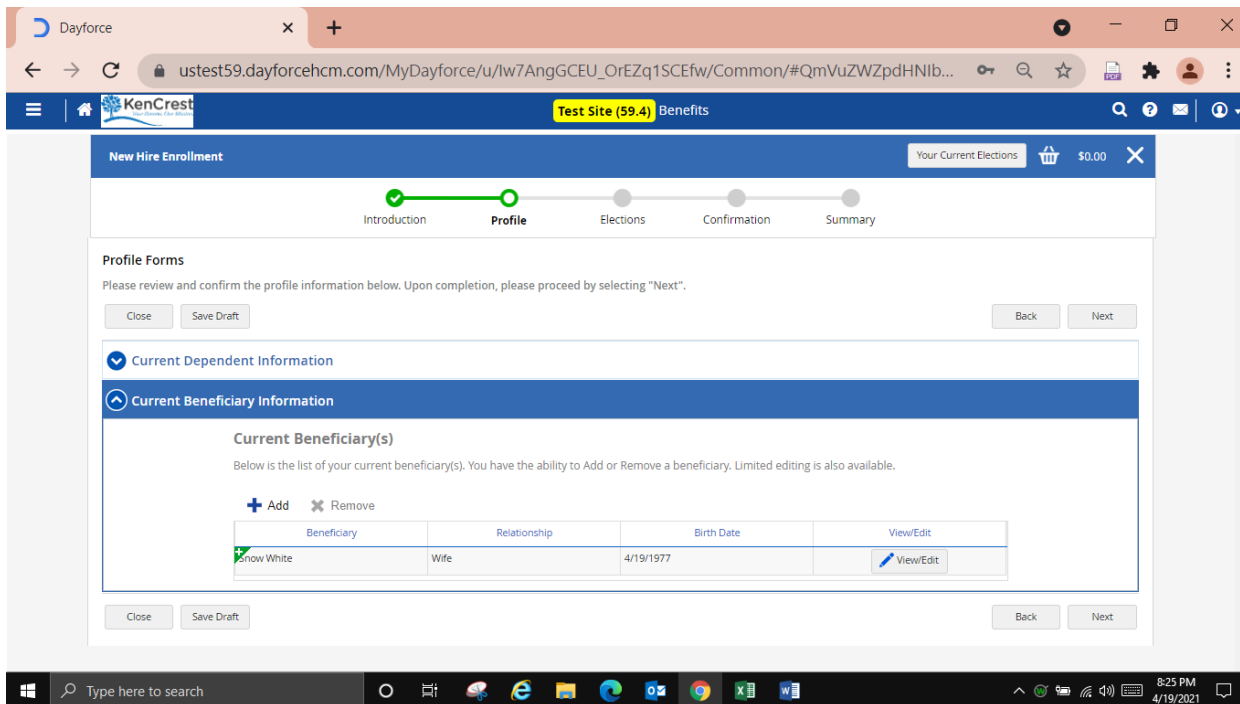 Dayforce
ustest59.dayforcehcm.com/MyDayforce/u/Iw7AngGCEU_OrEZq1SCEfw/Common/#QmVuZWZpdHNIb...
PDF
KenCrest
Test Site (59.4) Benefits
New Hire Enrollment
Your Current Elections
$0.00
Introduction
Profile
Elections
Confirmation
Summary
Profile Forms
Please review and confirm the profile information below. Upon completion, please proceed by selecting "Next".
Close
Save Draft
Back
Next
Current Dependent Information
Current Beneficiary Information
Current Beneficiary(s)
Below is the list of your current beneficiary(s). You have the ability to Add or Remove a beneficiary. Limited editing is also available.
Add
Remove
Beneficiary
Relationship
Birth Date
View/Edit
Snow White
Wife
4/19/1977
View/Edit
Close
Save Draft
Back
Next
Type here to search
8:25 PM
4/19/2021